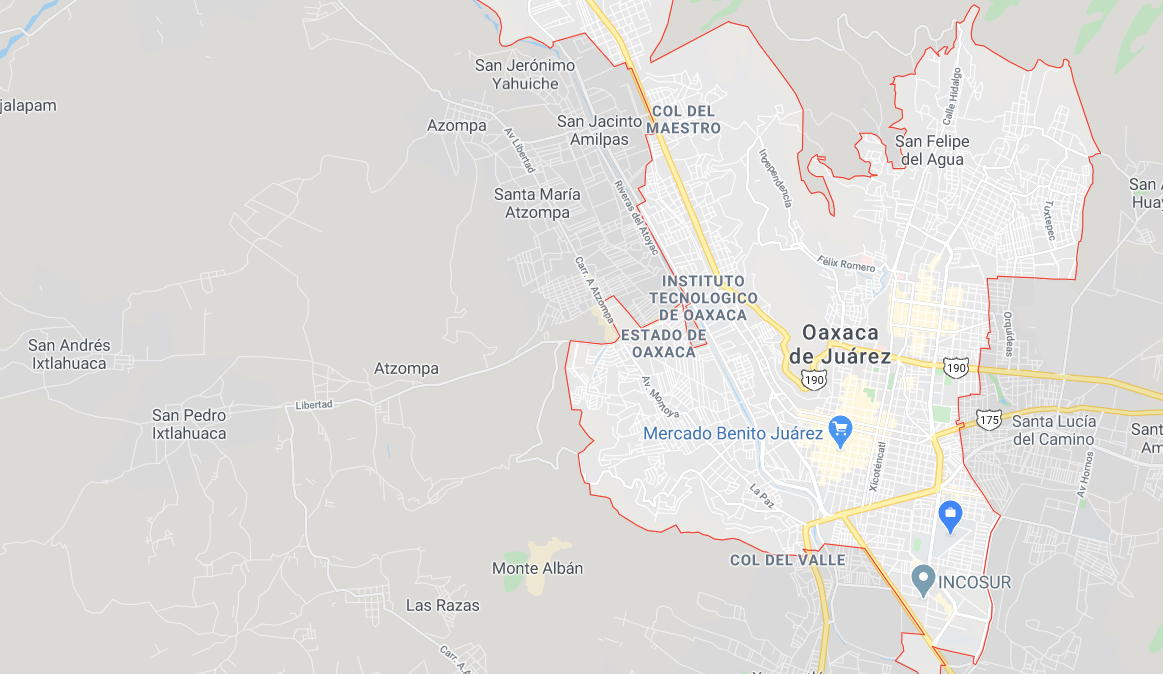 San Jerónimo
Yahuiche
jalapam
Azompa
San Jacinto
Amilpas
COL DEL
MAESTRO
Calle Hidalgo
San Felipe
del Agua
Av Libertad
Independencia
Santa María
Atzompa
Riveras del Atoyac
San A
Huay
Tuxtepec
Félix Romero
Carr. A Atzompa
INSTITUTO
TECNOLOGICO
DE OAXACA
ESTADO DE
OAXACA
Oaxaca
de Juárez
Orquídeas
San Andrés
Ixtlahuaca
Atzompa
190
190
Av. Montoya
San Pedro
Ixtlahuaca
Libertad
175
Santa Lucía
del Camino
Mercado Benito Juárez
Sant
Am
Xicoténcatl
Av Hornos
La Paz
COL DEL VALLE
Monte Albán
INCOSUR
Las Razas
Carr. A.A